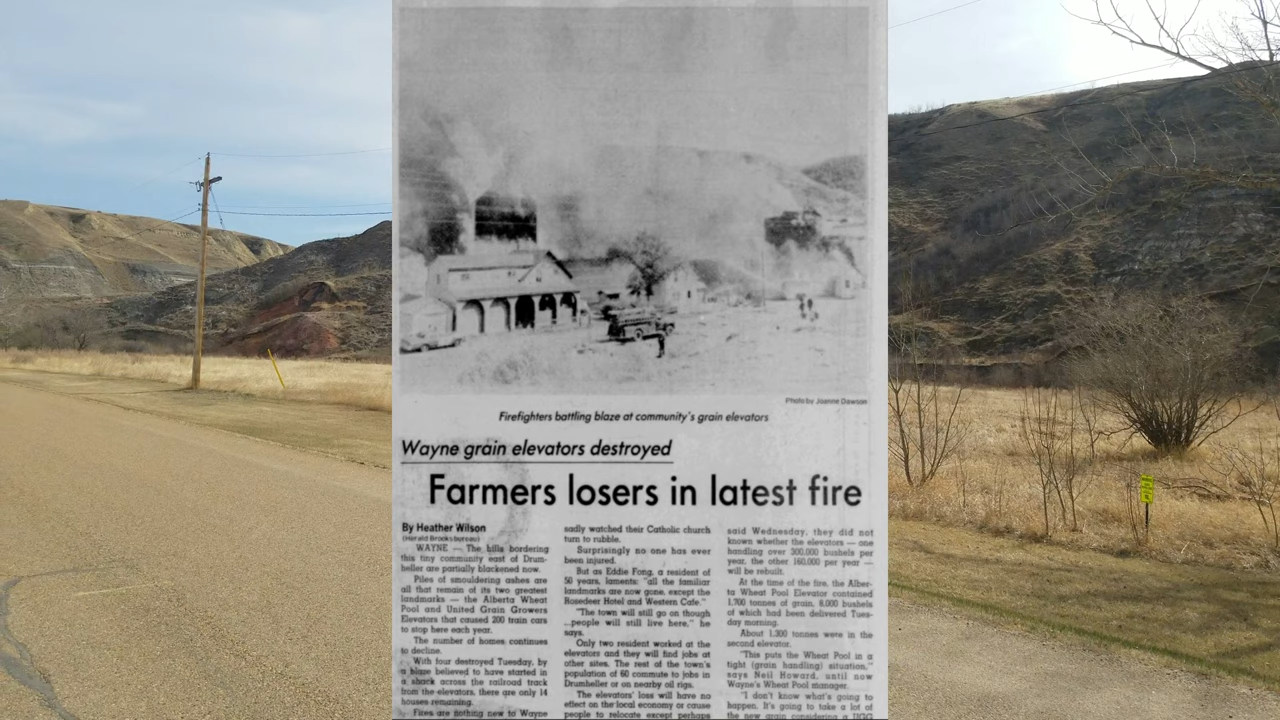 Photo by Joanne Dawson
Firefighters battling blaze at community's grain elevators
Wayne grain elevators destroyed
Farmers losers in latest fire
By Heather Wilson
(Herald Brooks bureau)
WAYNE — The hills bordering
this tiny community east of Drum-
heller are partially blackened now.
Piles of smouldering ashes are
all that remain of its two greatest
landmarks — the Alberta Wheat
Pool and United Grain Growers
Elevators that caused 200 train cars
to stop here each year.
The number of homes continues
to decline.
With four destroyed Tuesday, by
a blaze believed to have started in
a shack across the railroad track
from the elevators, there are only 14
houses remaining.
Fires are nothing new to Wayne
sadly watched their Catholic church
turn to rubble.
Surprisingly no one has ever
been injured.
But as Eddie Fong, a resident of
50 years, laments: "all the familiar
landmarks are now gone, except the
Rosedeer Hotel and Western Cafe."
"The town will still go on though
...people will still live here," he
says.
Only two resident worked at the
elevators and they will find jobs at
other sites. The rest of the town's
population of 60 commute to jobs in
Drumheller or on nearby oil rigs.
The elevators' loss will have no
effect on the local economy or cause
people to relocate except perhaps
said Wednesday, they did not
known whether the elevators — one
handling over 300,000 bushels per
year, the other 160,000 per year —
will be rebuilt.
At the time of the fire, the Alber-
ta Wheat Pool Elevator contained
1,700 tonnes of grain, 8,000 bushels
of which had been delivered Tues-
day morning.
About 1,300 tonnes were in the
second elevator.
"This puts the Wheat Pool in a
tight (grain handling) situation,"
says Neil Howard, until now
Wayne's Wheat Pool manager.
"I don't know what's going to
happen. It's going to take a lot of
the new grain considering a UGG